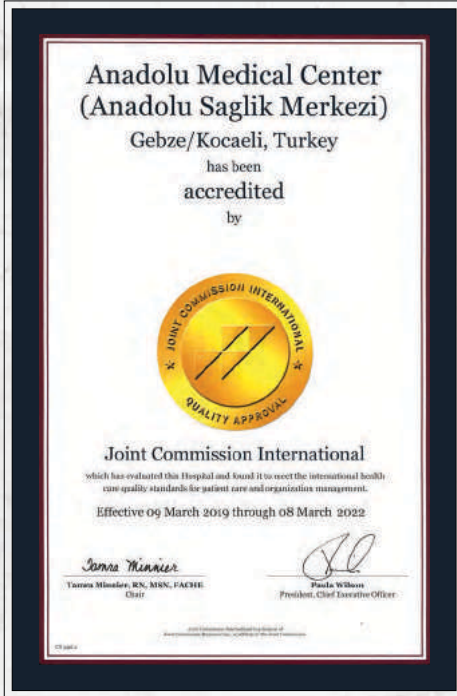 Anadolu Medical Center
(Anadolu Saglik Merkezi)
Gebze/Kocaeli, Turkey
has been
accredited
by
JOINT COMMISSION INTERNATIONAL
QUALITY APPROVAL
Joint Commission International
which has evaluated this Hospital and found it to meet the international health
care quality standards for patient care and organization management.
Effective 09 March 2019 through 08 March 2022
Tamra Minnier
Tamra Minnier, RN, MSN, FACHE
Chair
Paula Wilson
President, Chief Executive Officer